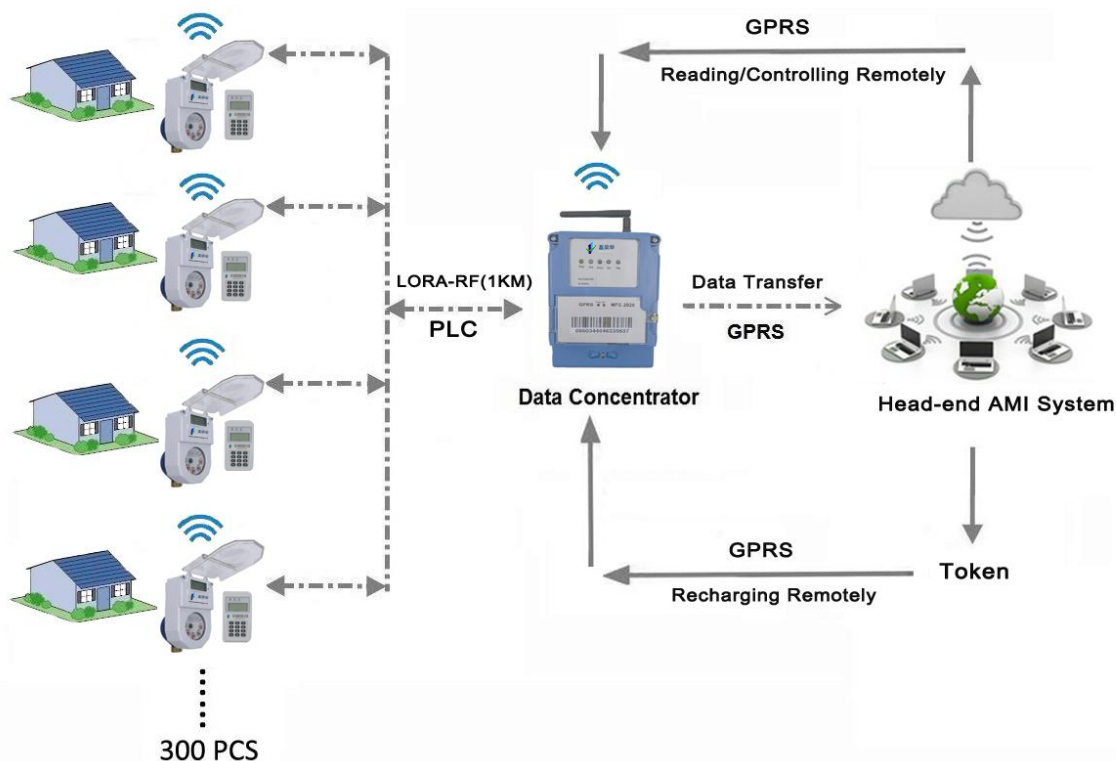 GPRS
Reading/Controlling Remotely
LORA-RF(1KM)
PLC
GPRS
Data Transfer
GPRS
Data Concentrator
Head-end AMI System
GPRS
Recharging Remotely
Token
300 PCS